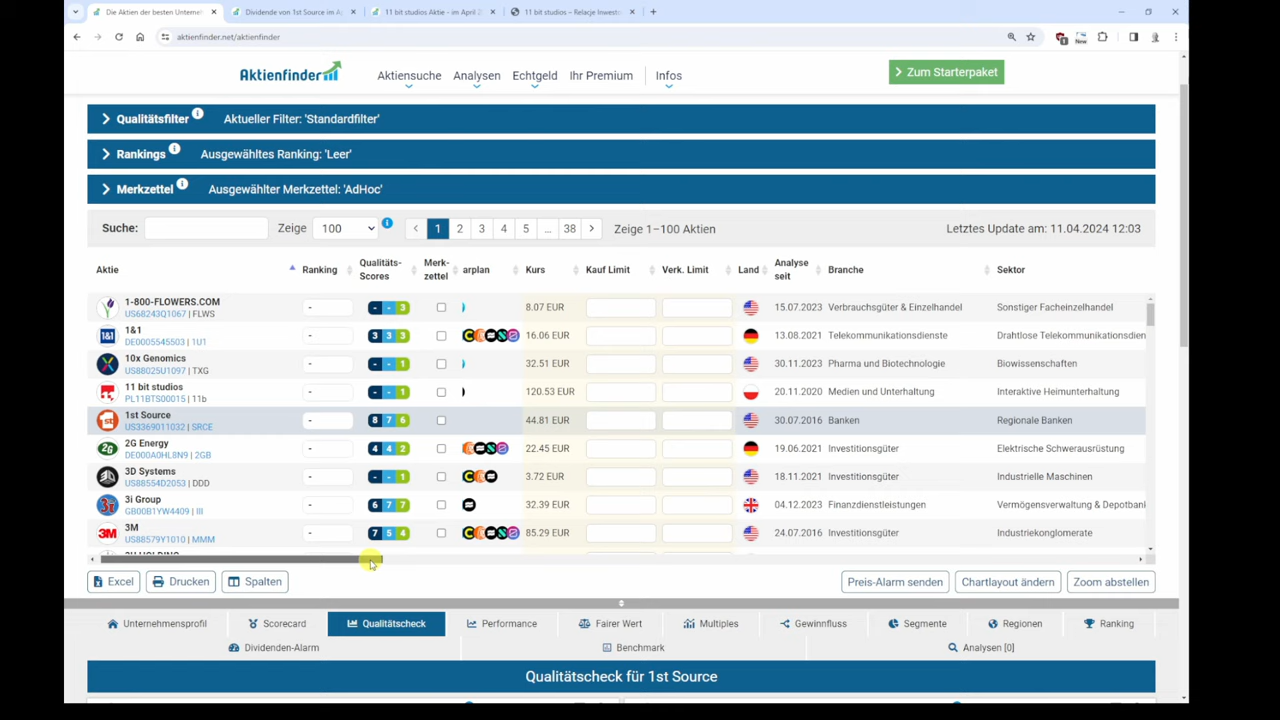 Die Aktien der besten Unterneh
Dividende von 1st Source im Ap
11 bit studios Aktie - im April 2
11 bit studios – Relacje Inwesto
aktienfinder.net/aktienfinder
New
Aktienfinder
Aktiensuche Analysen Echtgeld Ihr Premium Infos
Zum Starterpaket
Qualitätsfilter Aktueller Filter: 'Standardfilter'
Rankings Ausgewähltes Ranking: 'Leer'
Merkzettel Ausgewählter Merkzettel: 'AdHoc'
Suche: Zeige 100 1 2 3 4 5 ... 38 Zeige 1–100 Aktien Letztes Update am: 11.04.2024 12:03
Aktie Ranking Qualitäts-Scores Merk-zettel arplan Kurs Kauf Limit Verk. Limit Land Analyse seit Branche Sektor
1-800-FLOWERS.COM
US68243Q1067 | FLWS - - - 3 8.07 EUR 15.07.2023 Verbrauchsgüter & Einzelhandel Sonstiger Facheinzelhandel
1&1
DE0005545503 | 1U1 - 3 3 3 16.06 EUR 13.08.2021 Telekommunikationsdienste Drahtlose Telekommunikationsdien
10x Genomics
US88025U1097 | TXG - - - 1 32.51 EUR 30.11.2023 Pharma und Biotechnologie Biowissenschaften
11 bit studios
PL11BTS00015 | 11b - - - 1 120.53 EUR 20.11.2020 Medien und Unterhaltung Interaktive Heimunterhaltung
1st Source
US3369011032 | SRCE - 8 7 6 44.81 EUR 30.07.2016 Banken Regionale Banken
2G Energy
DE000A0HL8N9 | 2GB - 4 4 2 22.45 EUR 19.06.2021 Investitionsgüter Elektrische Schwerausrüstung
3D Systems
US88554D2053 | DDD - - - 1 3.72 EUR 18.11.2021 Investitionsgüter Industrielle Maschinen
3i Group
GB00B1YW4409 | III - 6 7 7 32.39 EUR 04.12.2023 Finanzdienstleistungen Vermögensverwaltung & Depotbank
3M
US88579Y1010 | MMM - 7 5 4 85.29 EUR 24.07.2016 Investitionsgüter Industriekonglomerate
Excel Drucken Spalten Preis-Alarm senden Chartlayout ändern Zoom abstellen
Unternehmensprofil Scorecard Qualitätscheck Performance Fairer Wert Multiples Gewinnfluss Segmente Regionen Ranking
Dividenden-Alarm Benchmark Analysen [0]
Qualitätscheck für 1st Source